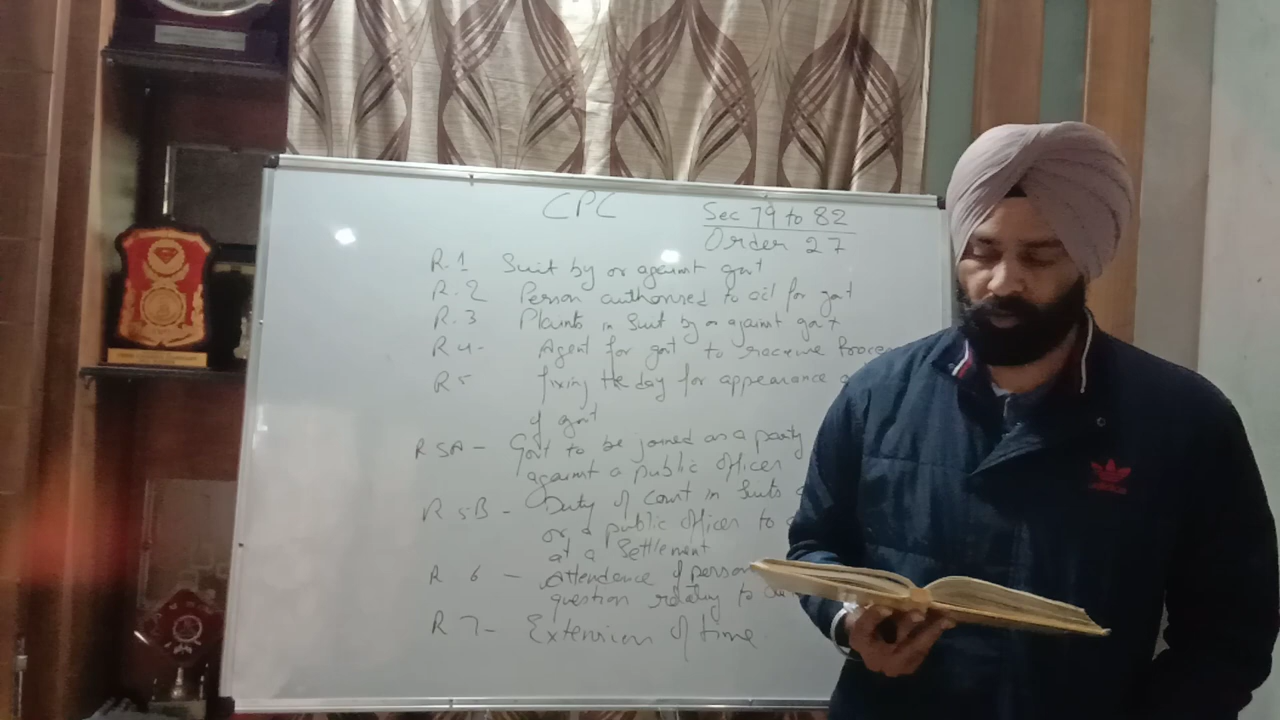 CPC
Sec 79 to 82
Order 27
R.1 Suit by or against govt
R.2 Person authorised to act for govt
R.3 Plaints in Suit by or against govt
R 4- Agent for govt to receive Proces
R 5 fixing the day for appearance
of govt
R 5A - Govt to be joined as a party
against a public officer
R 5B - Duty of Court in Suits
or a public officer to
at a Settlement
R 6 - Attendence of person
question relating to
R 7- Extension of time